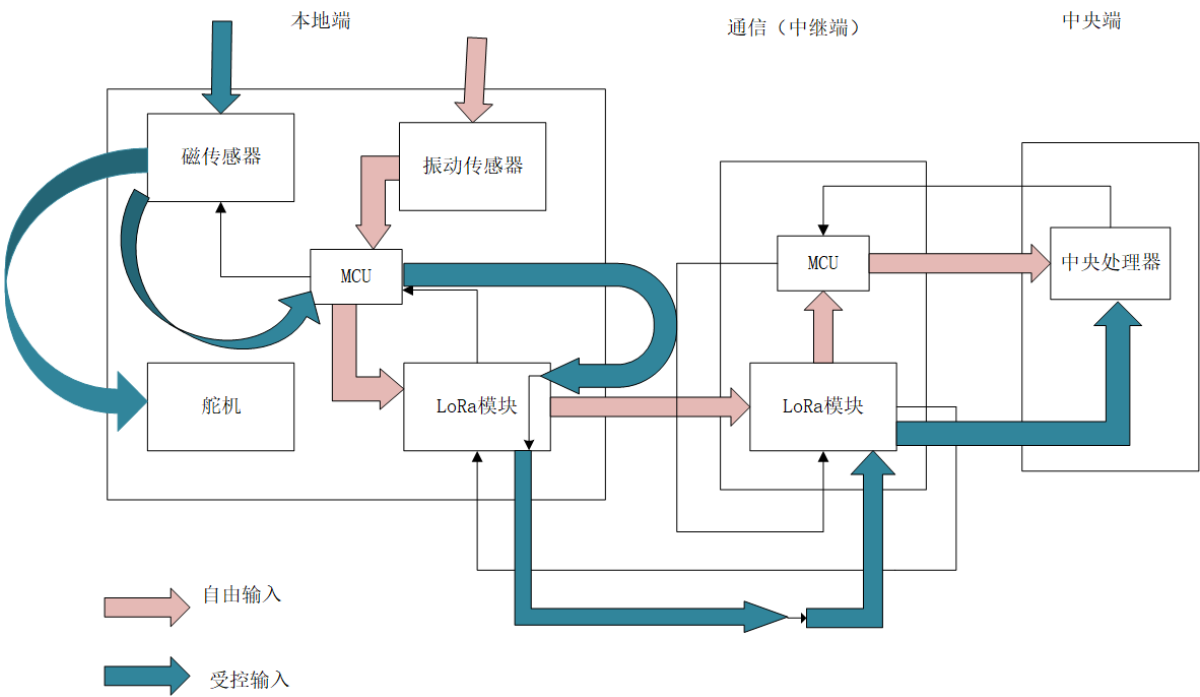 本地端
通信（中继端）
中央端
磁传感器
振动传感器
MCU
MCU
中央处理器
舵机
LoRa模块
LoRa模块
自由输入
受控输入